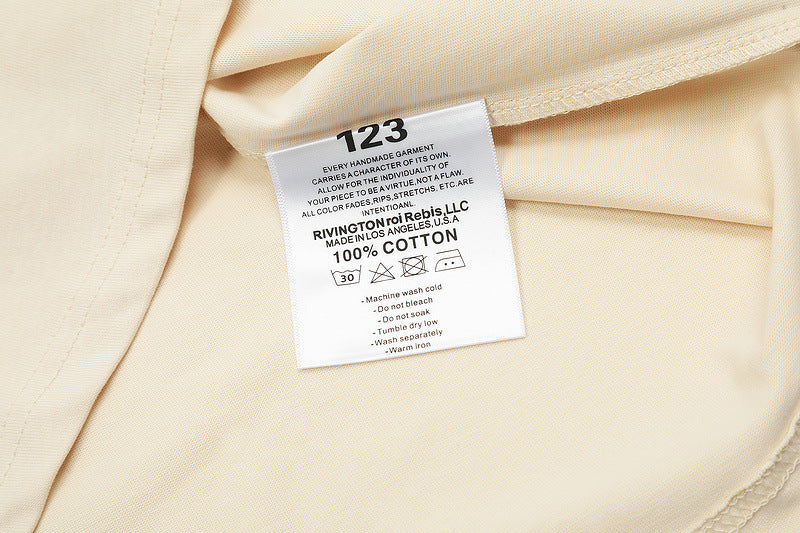 123
EVERY HANDMADE GARMENT
CARRIES A CHARACTER OF ITS OWN.
ALLOW FOR THE INDIVIDUALITY OF
YOUR PIECE TO BE A VIRTUE.NOT A FLAW.
ALL COLOR FADES,RIPS,STRETCHS. ETC.ARE
INTENTIOANL.
RIVINGTON roi Rebis,LLC
MADE IN LOS ANGELES,U.S.A
100% COTTON
30
-Machine wash cold
-Do not bleach
-Do not soak
-Tumble dry low
-Wash separately
-Warm iron